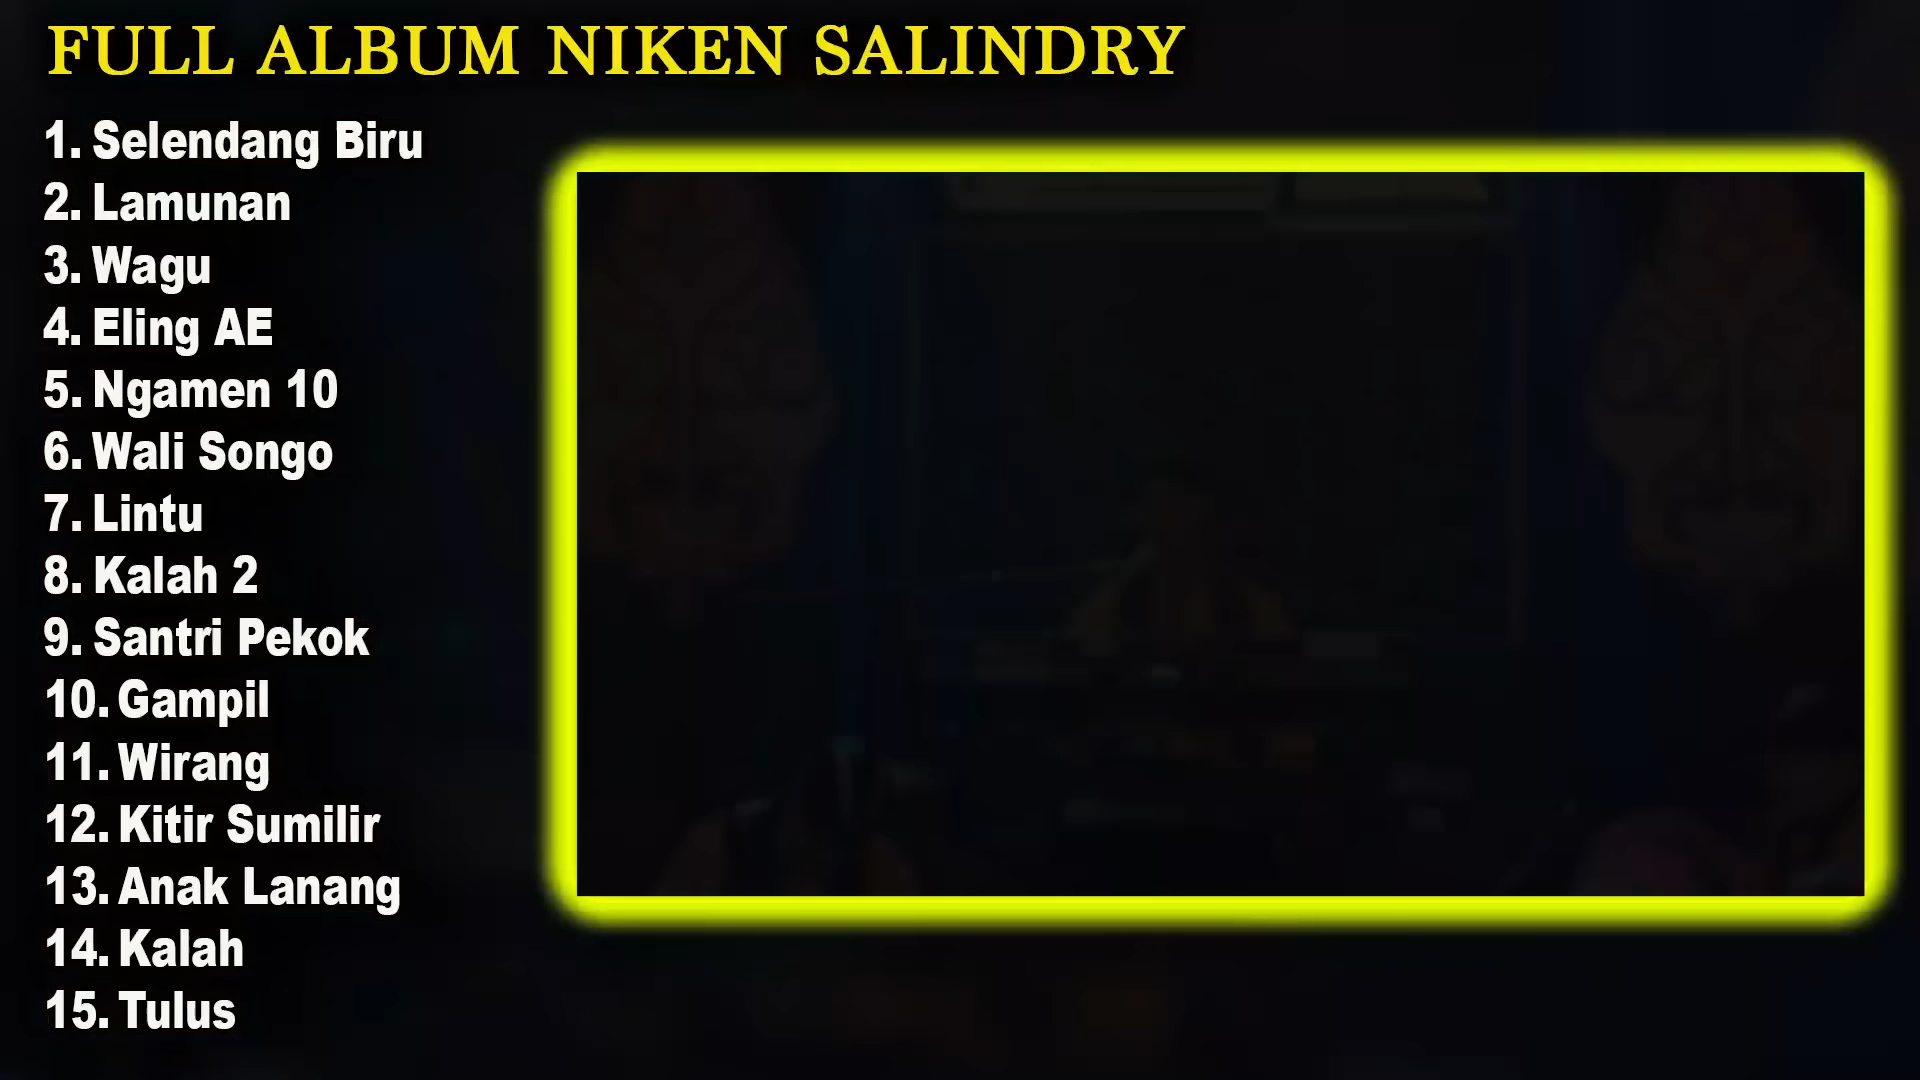 FULL ALBUM NIKEN SALINDRY
1. Selendang Biru
2. Lamunan
3. Wagu
4. Eling AE
5. Ngamen 10
6. Wali Songo
7. Lintu
8. Kalah 2
9. Santri Pekok
10. Gampil
11. Wirang
12. Kitir Sumilir
13. Anak Lanang
14. Kalah
15. Tulus